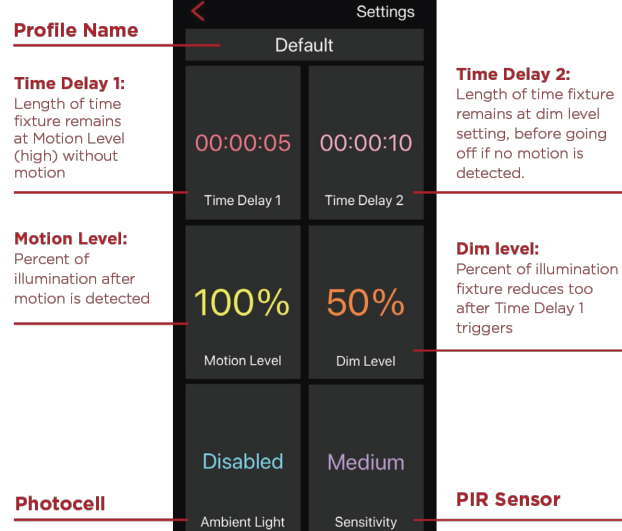 Settings
Profile Name
Default
Time Delay 1:
Length of time
fixture remains
at Motion Level
(high) without
motion
00:00:05
Time Delay 1
00:00:10
Time Delay 2
Time Delay 2:
Length of time fixture
remains at dim level
setting, before going
off if no motion is
detected.
Motion Level:
Percent of
illumination after
motion is detected
100%
Motion Level
50%
Dim Level
Dim level:
Percent of illumination
fixture reduces too
after Time Delay 1
triggers
Photocell
Disabled
Ambient Light
Medium
Sensitivity
PIR Sensor